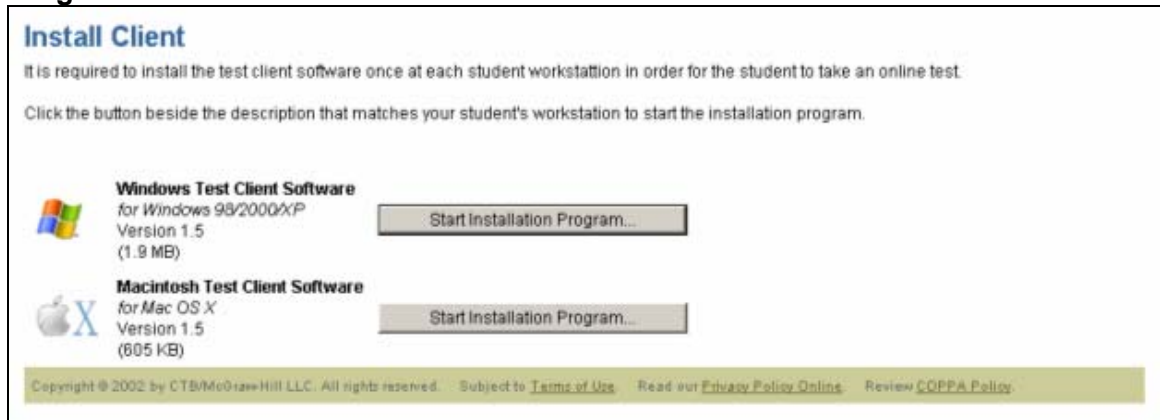 Install Client
It is required to install the test client software once at each student workstattion in order for the student to take an online test.
Click the button beside the description that matches your student's workstation to start the installation program.
Windows Test Client Software
for Windows 98/2000/XP
Version 1.5
(1.9 MB)
Start Installation Program...
Macintosh Test Client Software
for Mac OS X
Version 1.5
(605 KB)
Start Installation Program...
Copyright © 2002 by CTB/McGraw-Hill LLC. All rights reserved. Subject to Terms of Use. Read our Privacy Policy Online. Review COPPA Policy.